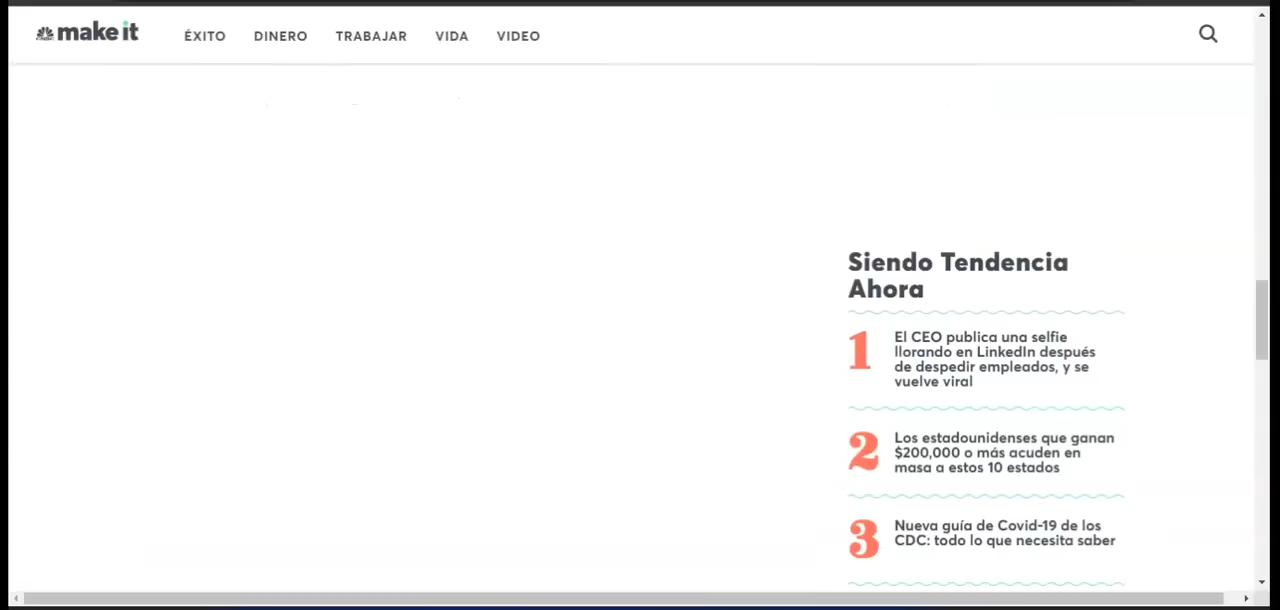 make it
ÉXITO DINERO TRABAJAR VIDA VIDEO
Siendo Tendencia
Ahora
1
El CEO publica una selfie
llorando en LinkedIn después
de despedir empleados, y se
vuelve viral
2
Los estadounidenses que ganan
$200,000 o más acuden en
masa a estos 10 estados
3
Nueva guía de Covid-19 de los
CDC: todo lo que necesita saber